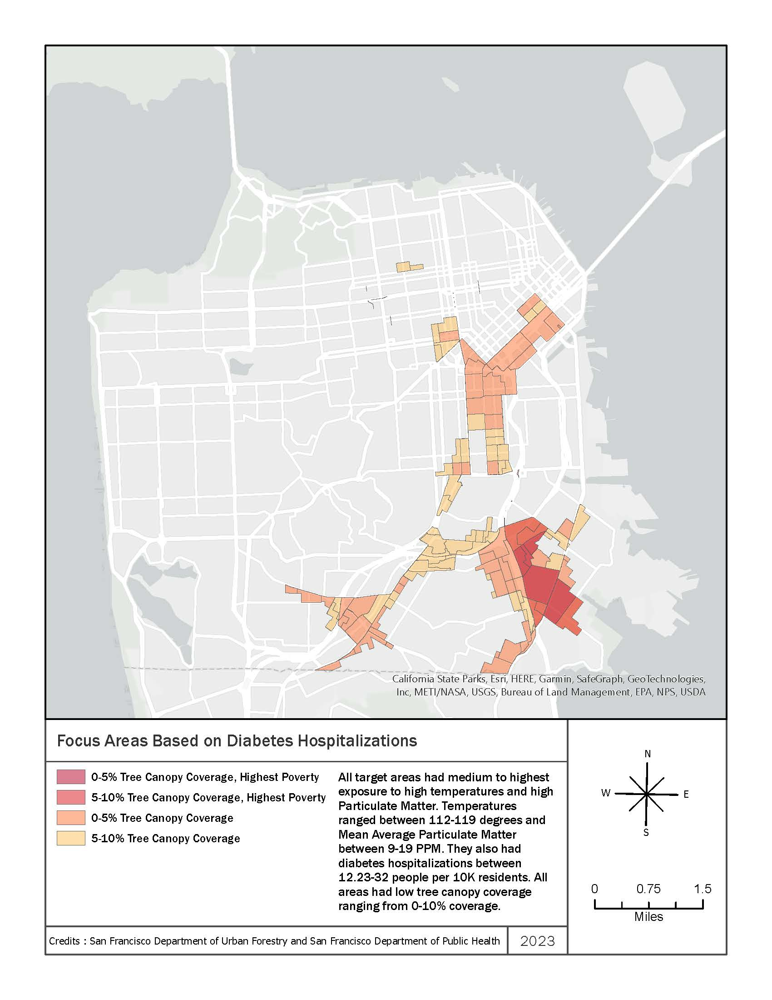 California State Parks, Esri, HERE, Garmin, SafeGraph, GeoTechnologies,
Inc, METI/NASA, USGS, Bureau of Land Management, EPA, NPS, USDA
Focus Areas Based on Diabetes Hospitalizations
0-5% Tree Canopy Coverage, Highest Poverty
5-10% Tree Canopy Coverage, Highest Poverty
0-5% Tree Canopy Coverage
5-10% Tree Canopy Coverage
All target areas had medium to highest
exposure to high temperatures and high
Particulate Matter. Temperatures
ranged between 112-119 degrees and
Mean Average Particulate Matter
between 9-19 PPM. They also had
diabetes hospitalizations between
12.23-32 people per 10K residents. All
areas had low tree canopy coverage
ranging from 0-10% coverage.
N
W E
S
0 0.75 1.5
Miles
Credits : San Francisco Department of Urban Forestry and San Francisco Department of Public Health
2023